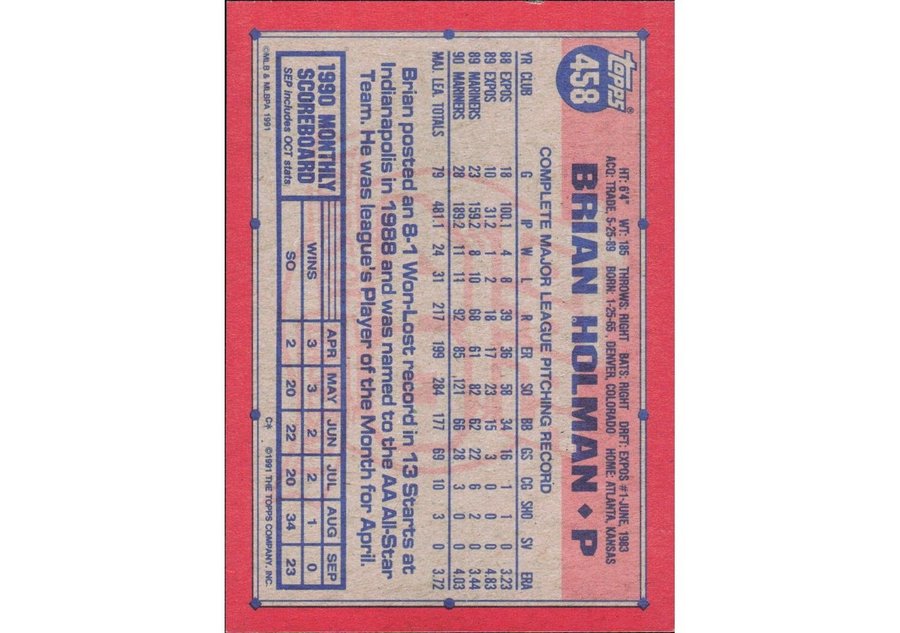 topps®
458
HT: 6'4" WT: 185 THROWS: RIGHT BATS: RIGHT DRFT: EXPOS #1-JUNE, 1983
ACQ: TRADE, 5-25-89 BORN: 1-25-65, DENVER, COLORADO HOME: ATLANTA, KANSAS
BRIAN HOLMAN ♦ P
COMPLETE MAJOR LEAGUE PITCHING RECORD
YR CLUB G IP W L R ER SO BB GS CG SHO SV ERA
88 EXPOS 18 100.1 4 8 39 36 58 34 16 1 1 0 3.23
89 EXPOS 10 31.2 1 2 18 17 23 15 3 0 0 0 4.83
89 MARINERS 23 159.2 8 10 68 61 82 62 22 6 2 0 3.44
90 MARINERS 28 189.2 11 11 92 85 121 66 28 3 0 0 4.03
MAJ. LEA. TOTALS 79 481.1 24 31 217 199 284 177 69 10 3 0 3.72
Brian posted an 8-1 Won-Lost record in 13 Starts at
Indianapolis in 1988 and was named to the AA All-Star
Team. He was league's Player of the Month for April.
1990 MONTHLY
SCOREBOARD
SEP includes OCT stats
APR MAY JUN JUL AUG SEP
WINS 3 3 2 2 1 0
SO 2 20 22 20 34 23
©MLB & MLBPA 1991
C* ©1991 THE TOPPS COMPANY, INC.